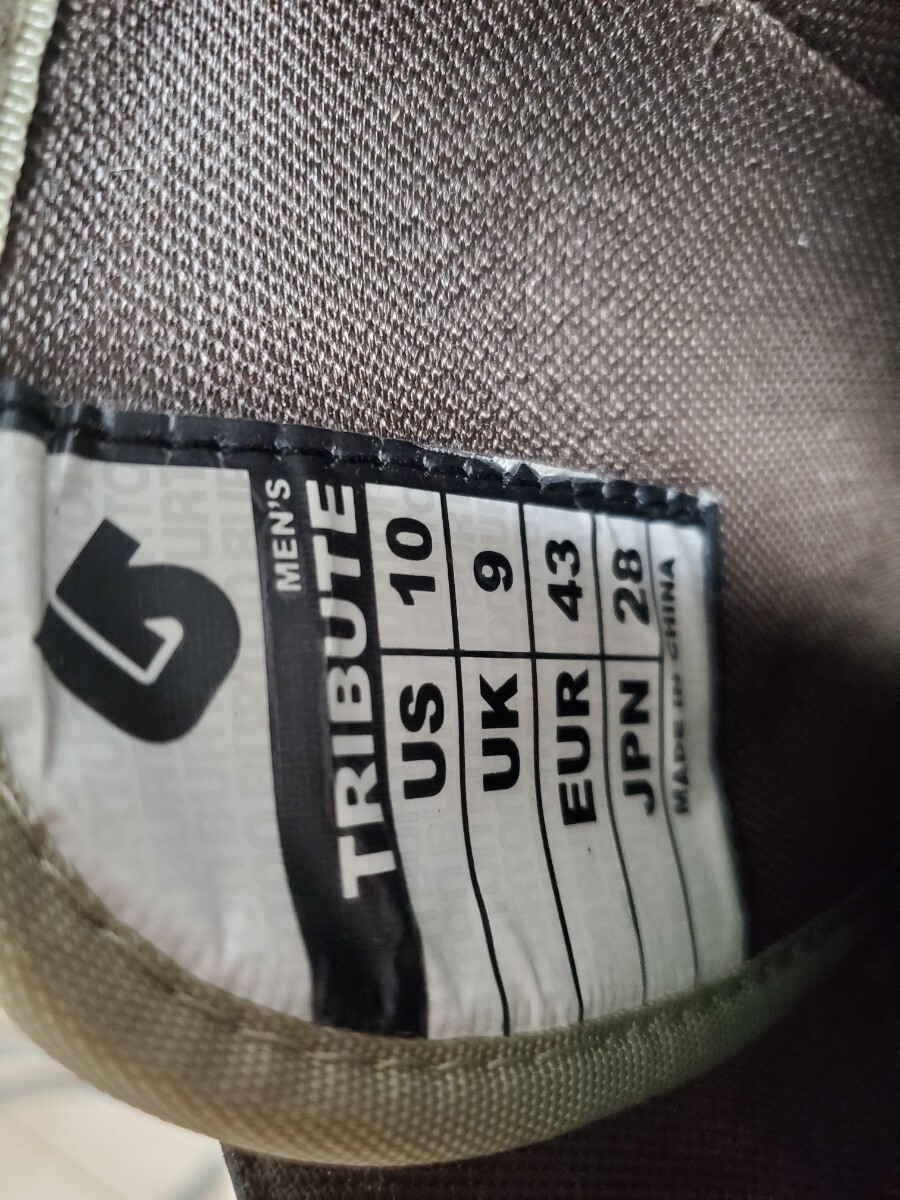 MEN'S
TRIBUTE
US 10
UK 9
EUR 43
JPN 28
MADE IN CHINA